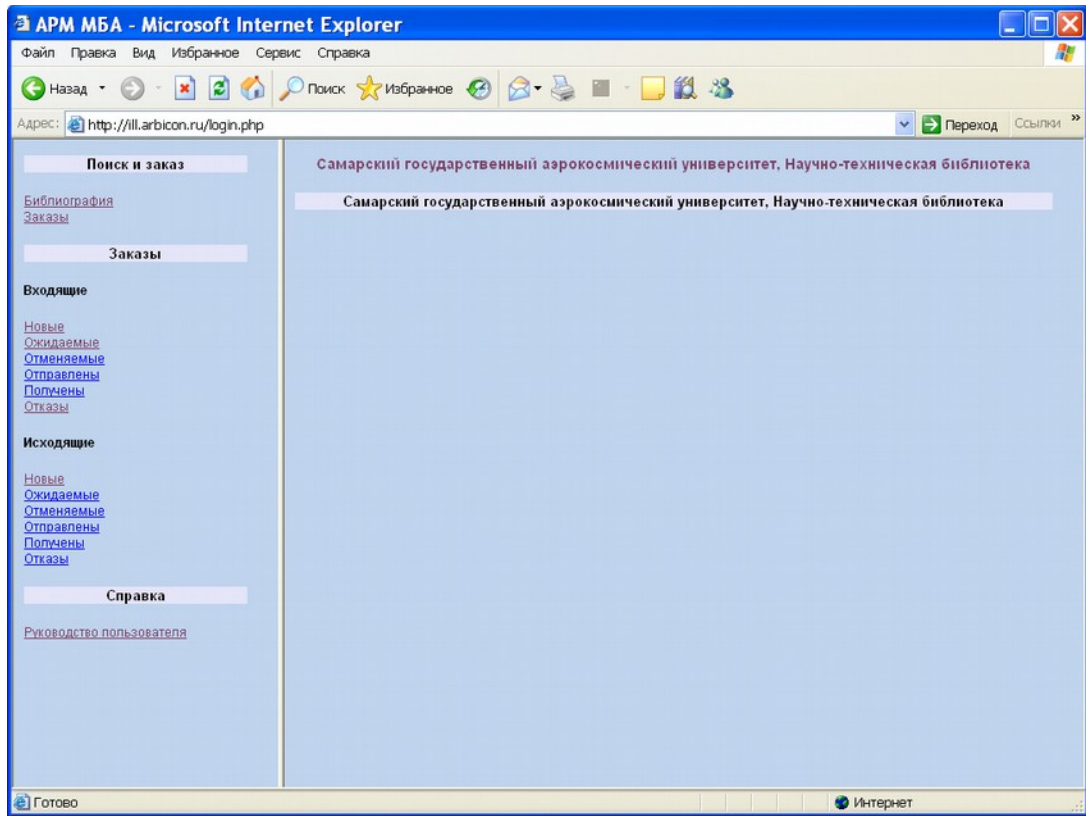 АРМ МБА - Microsoft Internet Explorer
Файл Правка Вид Избранное Сервис Справка
Назад Поиск Избранное
Адрес: http://ill.arbicon.ru/login.php Переход Ссылки »
Поиск и заказ
Библиография
Заказы
Заказы
Входящие
Новые
Ожидаемые
Отменяемые
Отправлены
Получены
Отказы
Исходящие
Новые
Ожидаемые
Отменяемые
Отправлены
Получены
Отказы
Справка
Руководство пользователя
Самарский государственный аэрокосмический университет, Научно-техническая библиотека
Самарский государственный аэрокосмический университет, Научно-техническая библиотека
Готово Интернет